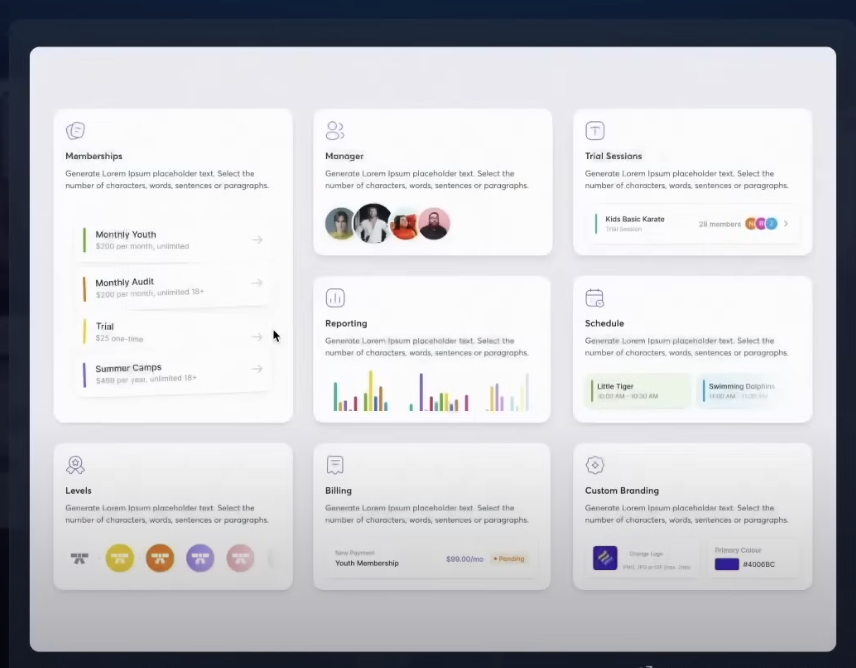 Memberships
Generate Lorem Ipsum placeholder text. Select the
number of characters, words, sentences or paragraphs.
Monthly Youth
$200 per month, unlimited
Monthly Audit
$200 per month, unlimited 18+
Trial
$25 one-time
Summer Camps
$499 per year, unlimited 18+
Manager
Generate Lorem Ipsum placeholder text. Select the
number of characters, words, sentences or paragraphs.
Trial Sessions
Generate Lorem Ipsum placeholder text. Select the
number of characters, words, sentences or paragraphs.
Kids Basic Karate
Trial Session
28 members
Reporting
Generate Lorem Ipsum placeholder text. Select the
number of characters, words, sentences or paragraphs.
Schedule
Generate Lorem Ipsum placeholder text. Select the
number of characters, words, sentences or paragraphs.
Little Tiger
10:00 AM - 10:30 AM
Swimming Dolphins
11:00 AM
Levels
Generate Lorem Ipsum placeholder text. Select the
number of characters, words, sentences or paragraphs.
Billing
Generate Lorem Ipsum placeholder text. Select the
number of characters, words, sentences or paragraphs.
New Payment
Youth Membership
$99.00/mo
Pending
Custom Branding
Generate Lorem Ipsum placeholder text. Select the
number of characters, words, sentences or paragraphs.
Change Logo
PNG, JPG or GIF
Primary Colour
#4006BC